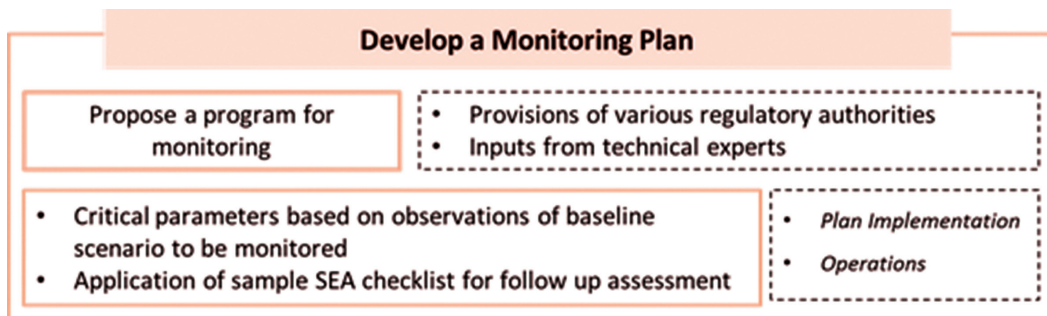 Develop a Monitoring Plan
Propose a program for
monitoring
• Provisions of various regulatory authorities
• Inputs from technical experts
• Critical parameters based on observations of baseline
scenario to be monitored
• Application of sample SEA checklist for follow up assessment
• Plan Implementation
• Operations